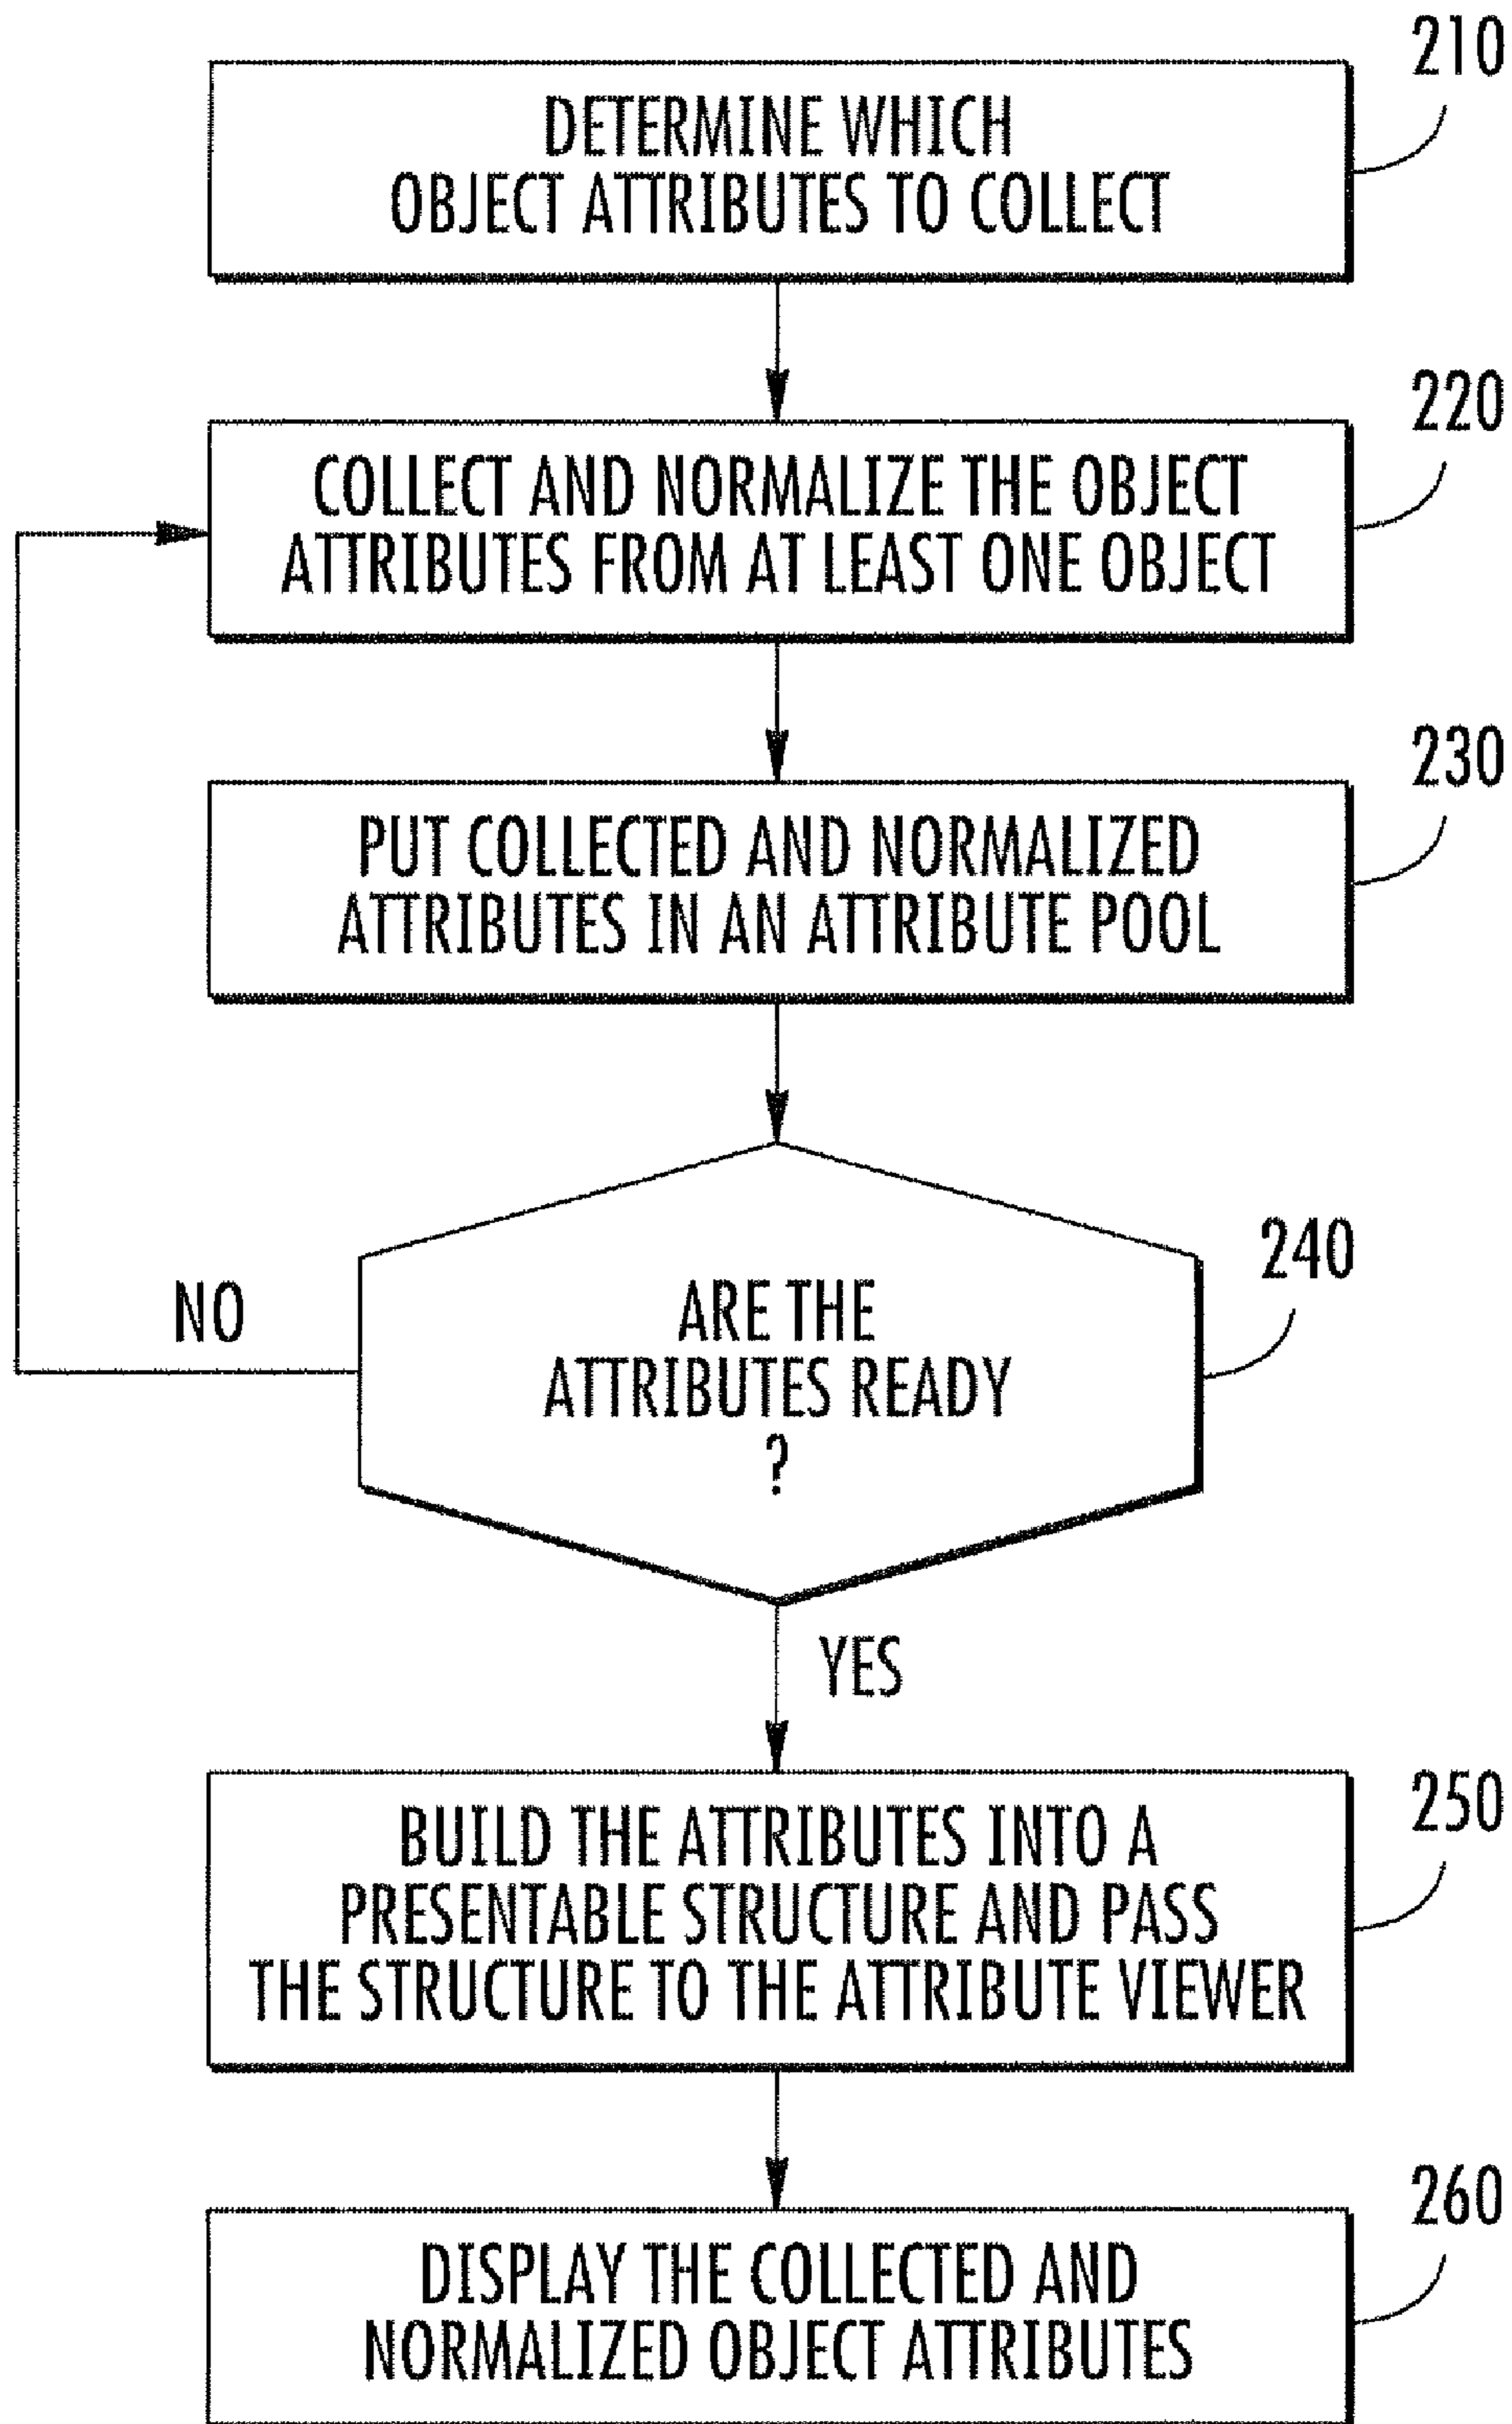 210
DETERMINE WHICH
OBJECT ATTRIBUTES TO COLLECT
220
COLLECT AND NORMALIZE THE OBJECT
ATTRIBUTES FROM AT LEAST ONE OBJECT
230
PUT COLLECTED AND NORMALIZED
ATTRIBUTES IN AN ATTRIBUTE POOL
240
NO
ARE THE
ATTRIBUTES READY
?
YES
250
BUILD THE ATTRIBUTES INTO A
PRESENTABLE STRUCTURE AND PASS
THE STRUCTURE TO THE ATTRIBUTE VIEWER
260
DISPLAY THE COLLECTED AND
NORMALIZED OBJECT ATTRIBUTES